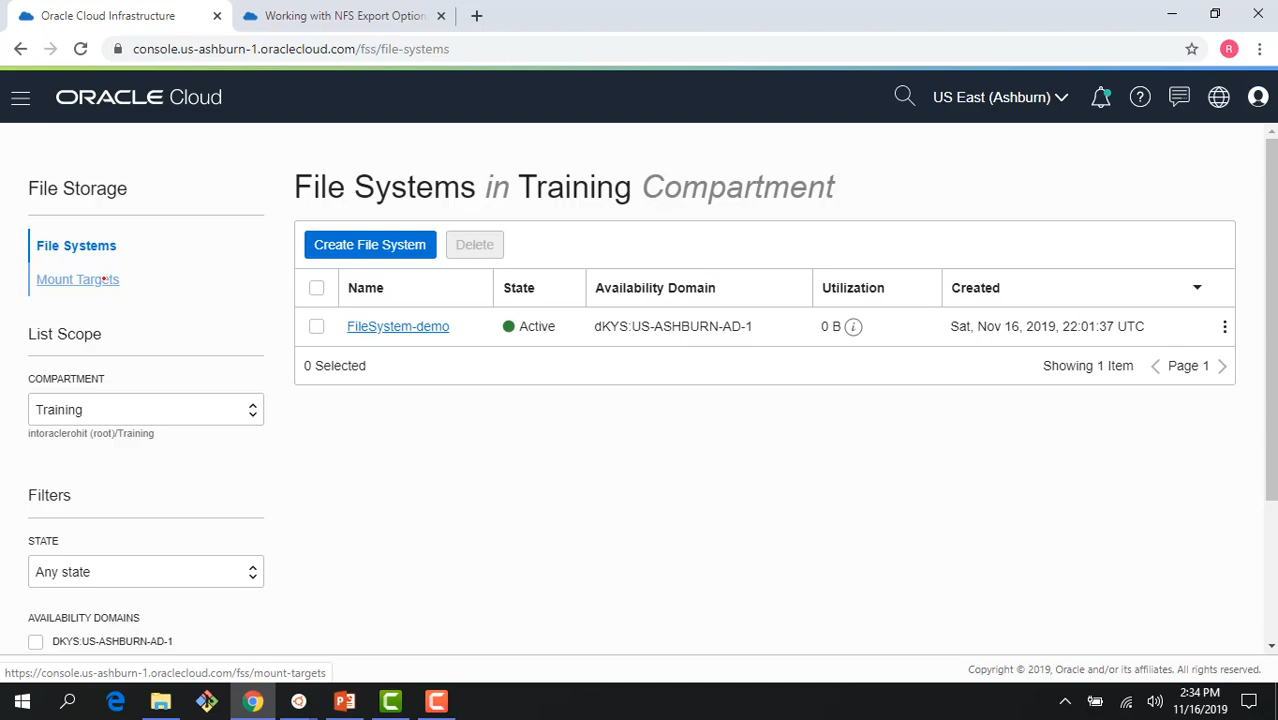 Oracle Cloud Infrastructure
Working with NFS Export Option
console.us-ashburn-1.oraclecloud.com/fss/file-systems
R
ORACLE Cloud
US East (Ashburn)
File Storage
File Systems
Mount Targets
List Scope
COMPARTMENT
Training
intoraclerohit (root)/Training
Filters
STATE
Any state
AVAILABILITY DOMAINS
DKYS:US-ASHBURN-AD-1
File Systems in Training Compartment
Create File System Delete
Name State Availability Domain Utilization Created
FileSystem-demo Active dKYS:US-ASHBURN-AD-1 0 B i Sat, Nov 16, 2019, 22:01:37 UTC
0 Selected Showing 1 Item Page 1
https://console.us-ashburn-1.oraclecloud.com/fss/mount-targets
Copyright © 2019, Oracle and/or its affiliates. All rights reserved.
2:34 PM
11/16/2019